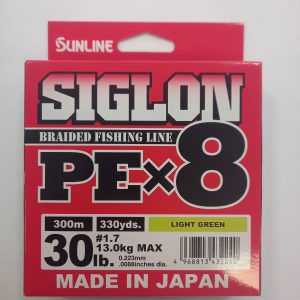 SUNLINE
SIGLON
BRAIDED FISHING LINE
PE×8
300m 330yds. LIGHT GREEN
30lb. #1.7
13.0kg MAX
0.223mm
.0088inches dia.
MADE IN JAPAN